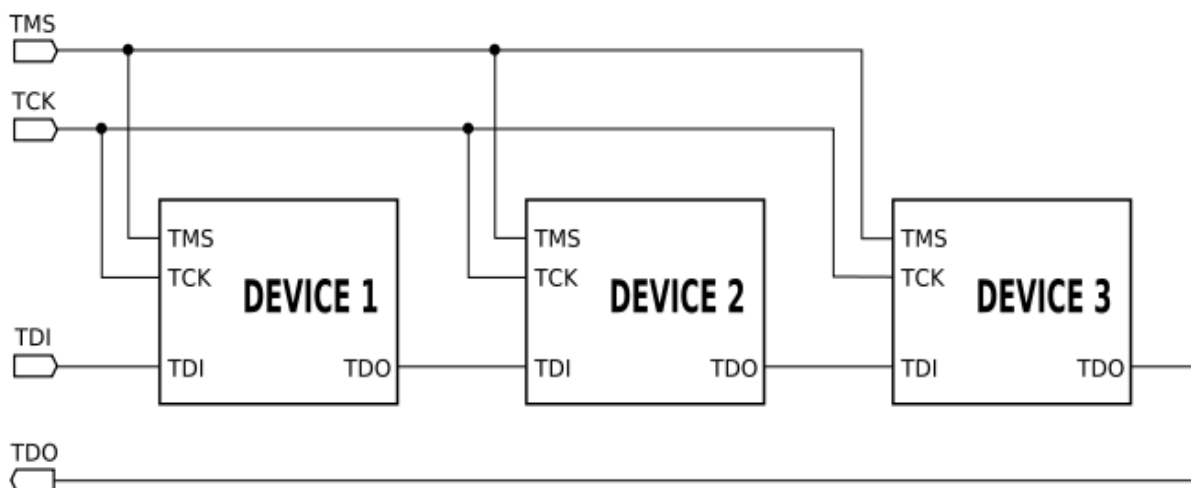 TMS
TCK
TMS
TCK
DEVICE 1
TDI
TDO
TMS
TCK
DEVICE 2
TDI
TDO
TMS
TCK
DEVICE 3
TDI
TDO
TDI
TDO